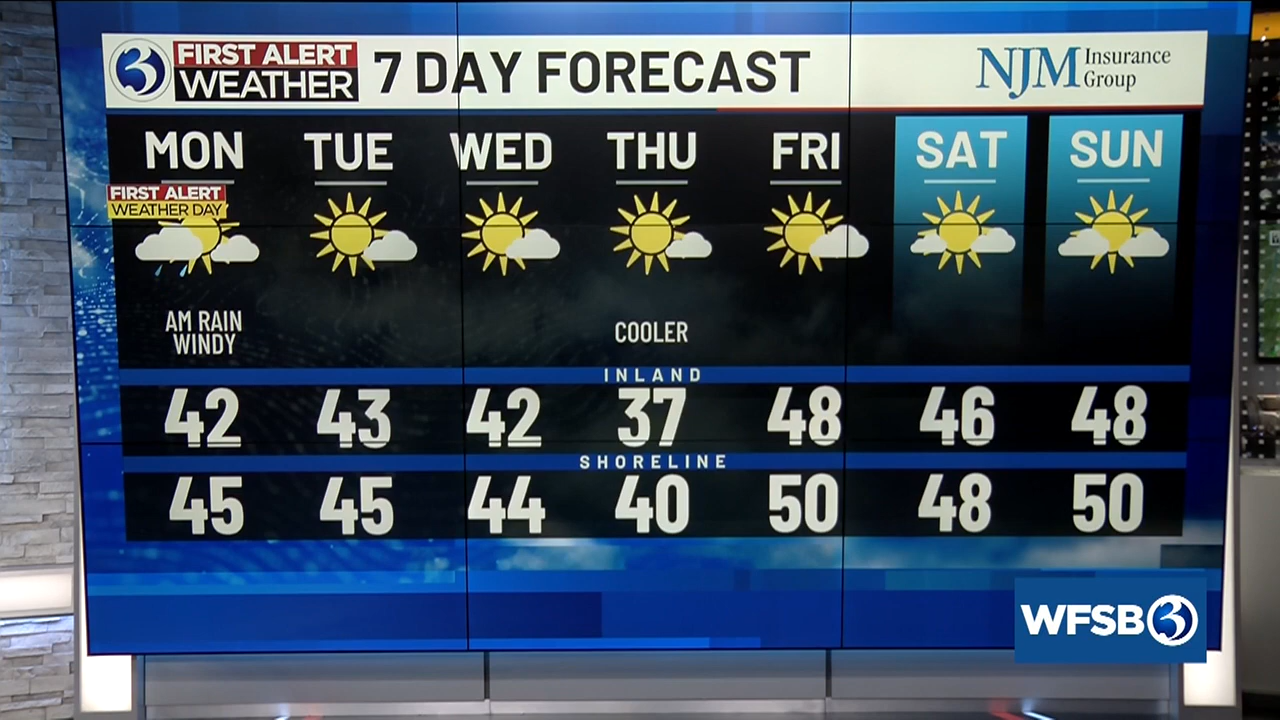 3 FIRST ALERT WEATHER 7 DAY FORECAST NJM Insurance Group
MON TUE WED THU FRI SAT SUN
FIRST ALERT
WEATHER DAY
AM RAIN
WINDY
COOLER
INLAND
42 43 42 37 48 46 48
SHORELINE
45 45 44 40 50 48 50
WFSB 3